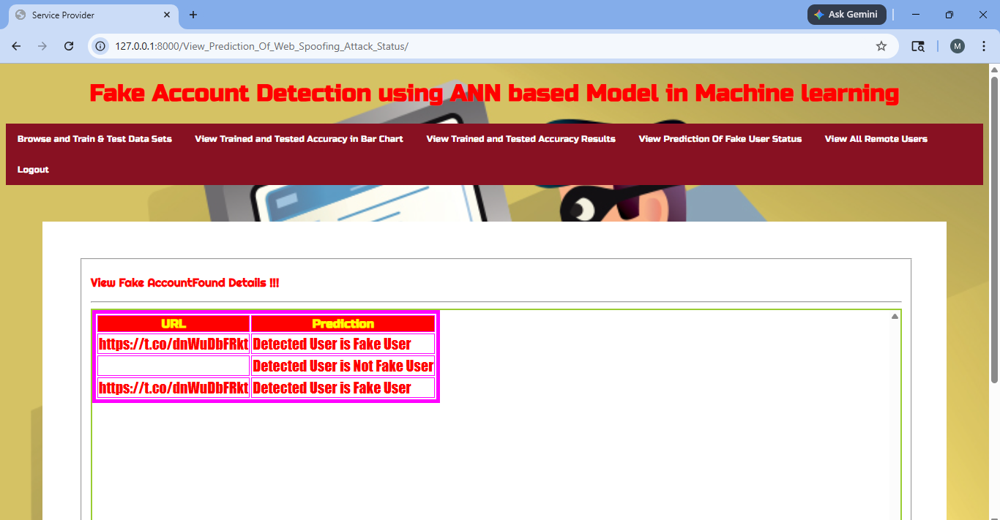 Service Provider
Ask Gemini
127.0.0.1:8000/View_Prediction_Of_Web_Spoofing_Attack_Status/
M
Fake Account Detection using ANN based Model in Machine learning
Browse and Train & Test Data Sets View Trained and Tested Accuracy in Bar Chart View Trained and Tested Accuracy Results View Prediction Of Fake User Status View All Remote Users
Logout
View Fake AccountFound Details !!!
URL Prediction
https://t.co/dnWuDbFRkt Detected User is Fake User
Detected User is Not Fake User
https://t.co/dnWuDbFRkt Detected User is Fake User